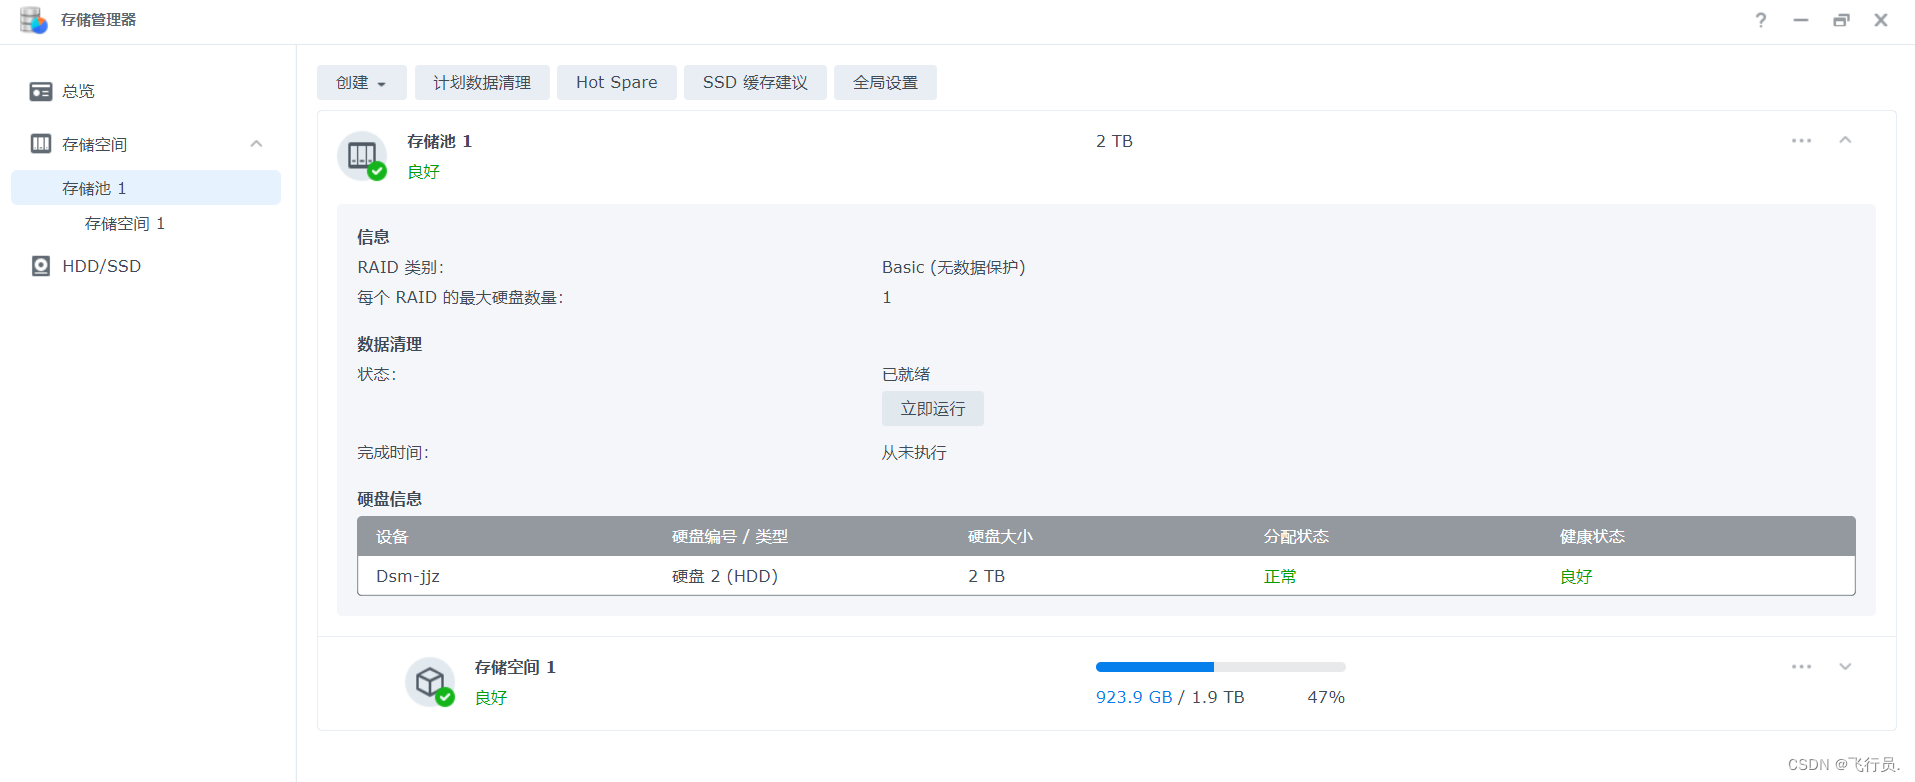 存储管理器
总览
存储空间
存储池 1
存储空间 1
HDD/SSD
创建 计划数据清理 Hot Spare SSD 缓存建议 全局设置
存储池 1 2 TB
良好
信息
RAID 类别: Basic (无数据保护)
每个 RAID 的最大硬盘数量: 1
数据清理
状态: 已就绪
立即运行
完成时间: 从未执行
硬盘信息
设备 硬盘编号 / 类型 硬盘大小 分配状态 健康状态
Dsm-jjz 硬盘 2 (HDD) 2 TB 正常 良好
存储空间 1
良好 923.9 GB / 1.9 TB 47%
CSDN @飞行员.